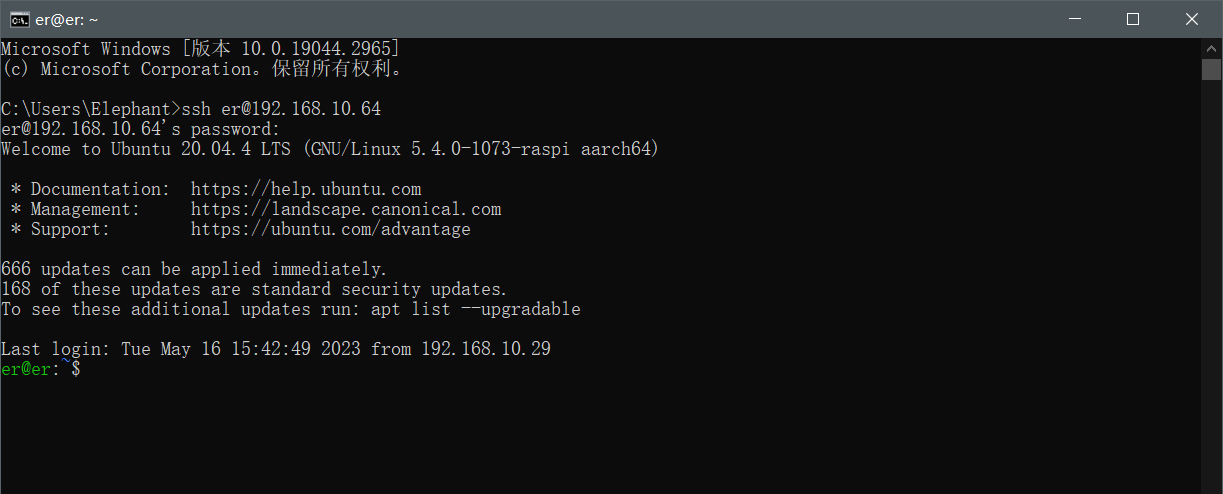 er@er: ~
Microsoft Windows [版本 10.0.19044.2965]
(c) Microsoft Corporation。保留所有权利。
C:\Users\Elephant>ssh er@192.168.10.64
er@192.168.10.64's password:
Welcome to Ubuntu 20.04.4 LTS (GNU/Linux 5.4.0-1073-raspi aarch64)
* Documentation:  https://help.ubuntu.com
* Management:     https://landscape.canonical.com
* Support:        https://ubuntu.com/advantage
666 updates can be applied immediately.
168 of these updates are standard security updates.
To see these additional updates run: apt list --upgradable
Last login: Tue May 16 15:42:49 2023 from 192.168.10.29
er@er:~$